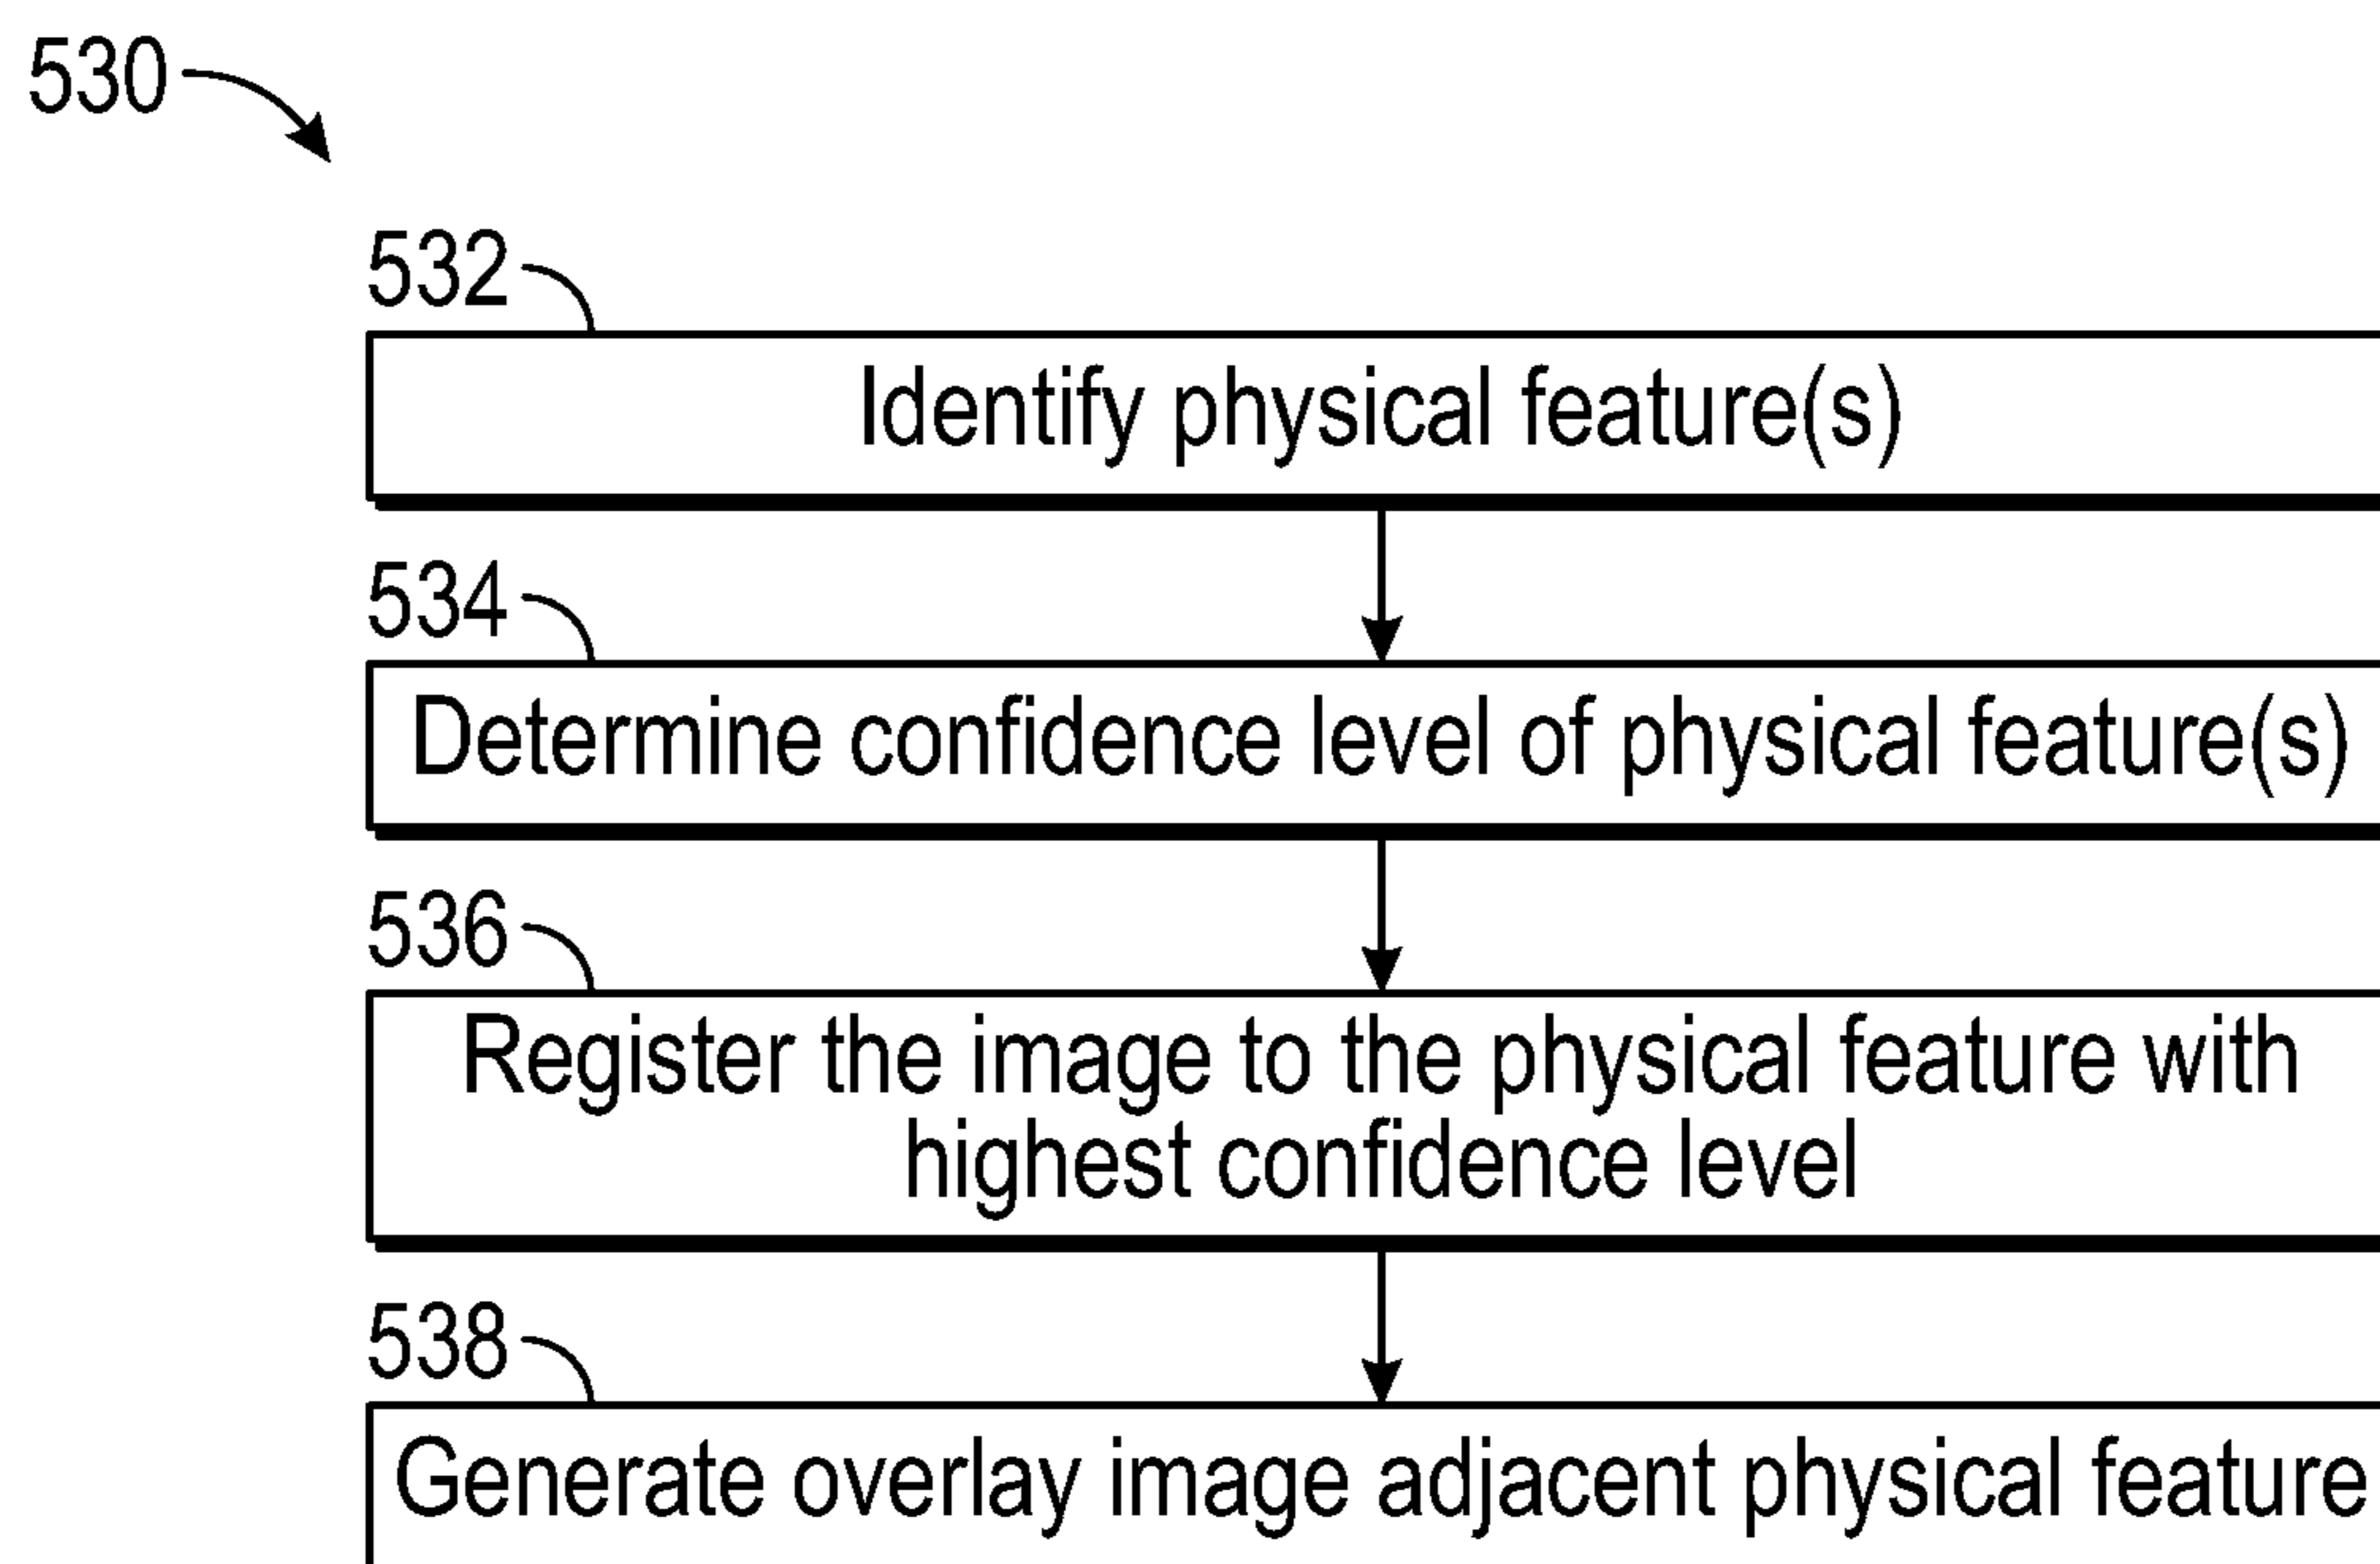 530
532
Identify physical feature(s)
534
Determine confidence level of physical feature(s)
536
Register the image to the physical feature with
highest confidence level
538
Generate overlay image adjacent physical feature